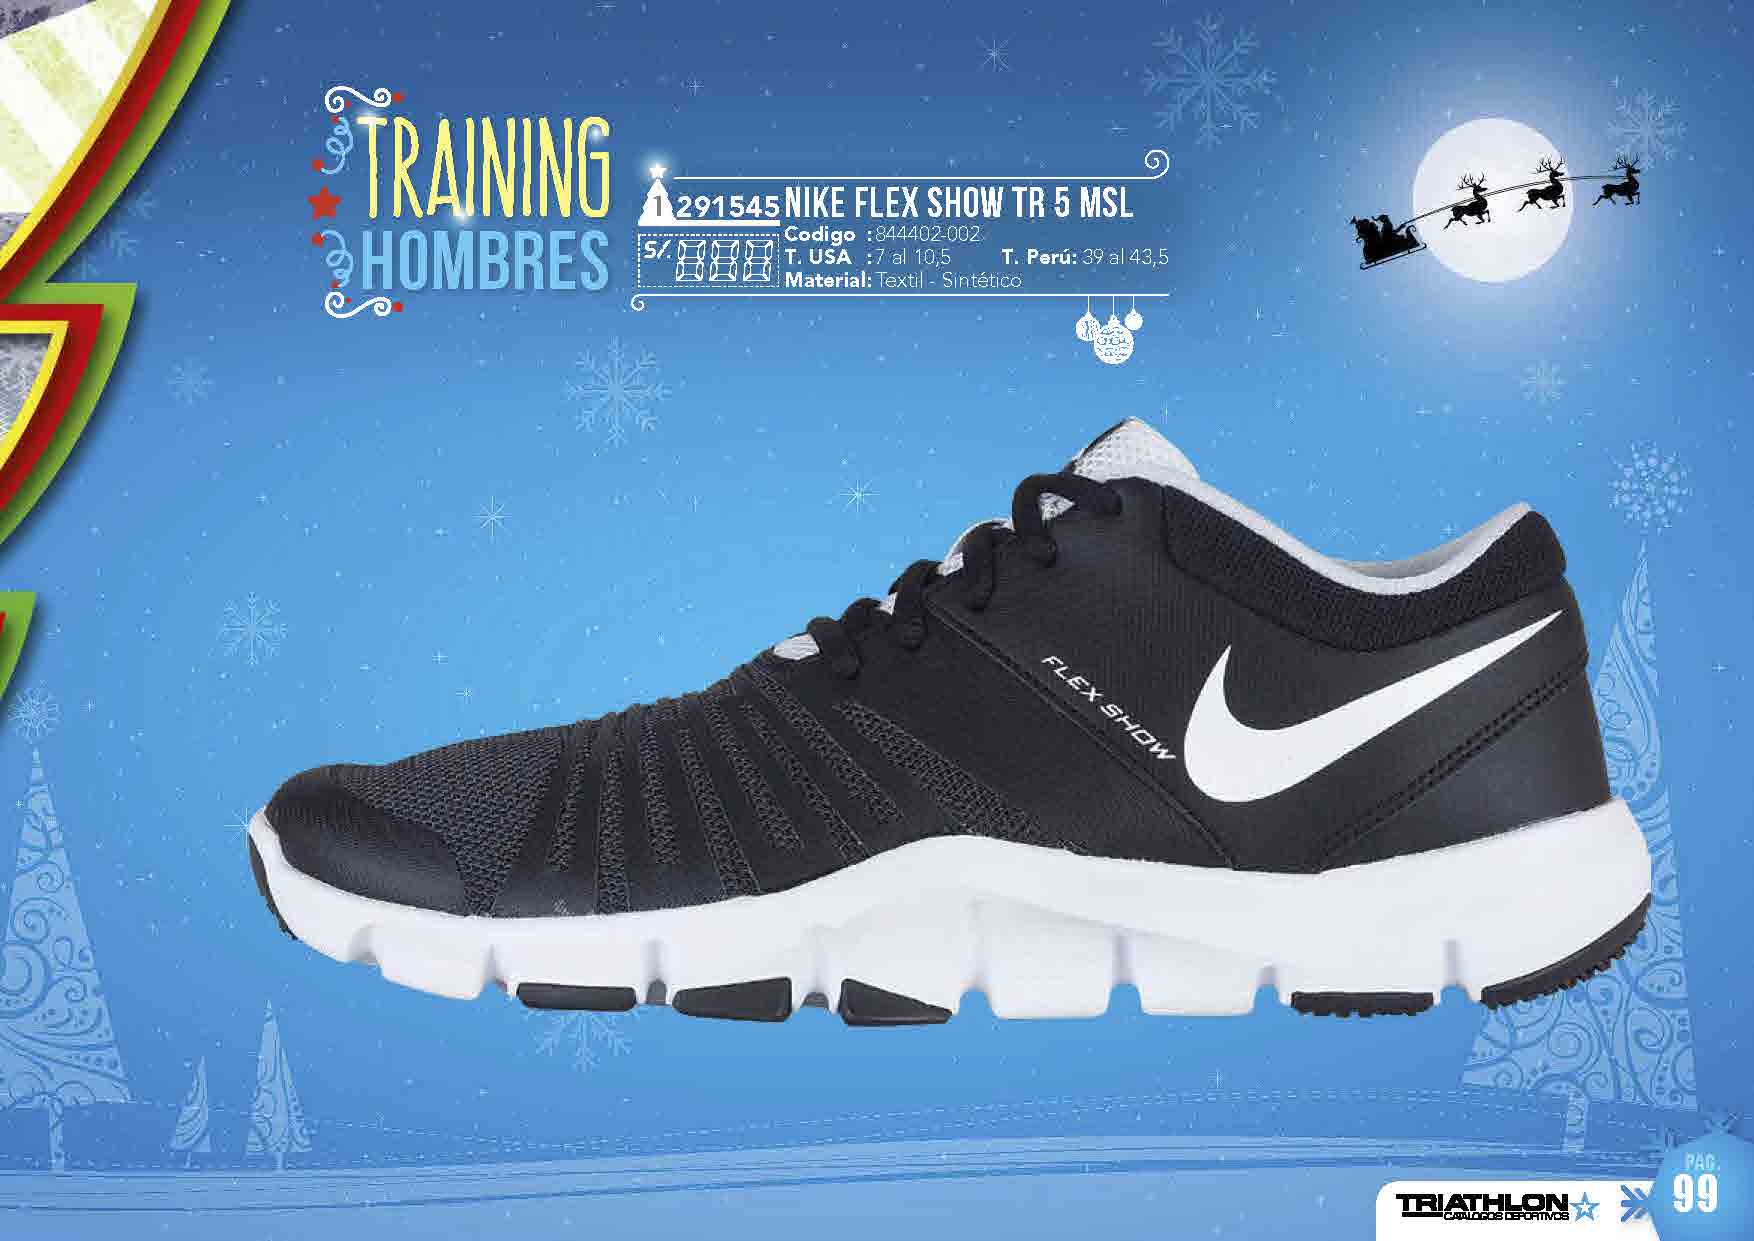 TRAINING
HOMBRES
1 291545 NIKE FLEX SHOW TR 5 MSL
S/. 888
Codigo : 844402-002
T. USA : 7 al 10,5 T. Perú: 39 al 43,5
Material: Textil - Sintético
FLEX SHOW
PAG.
99
TRIATHLON
CATALOGOS DEPORTIVOS